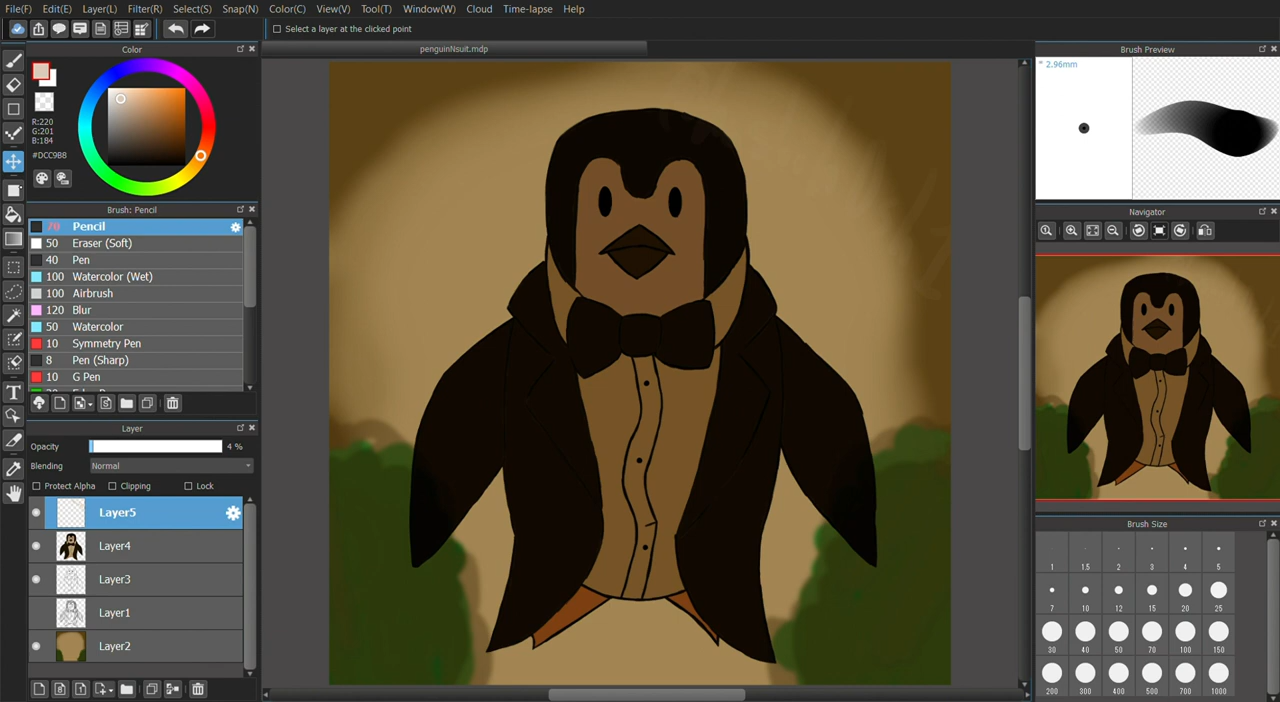 File(F) Edit(E) Layer(L) Filter(R) Select(S) Snap(N) Color(C) View(V) Tool(T) Window(W) Cloud Time-lapse Help
Select a layer at the clicked point
Color
penguinNsuit.mdp
Brush Preview
* 2.96mm
R:220
G:201
B:184
#DCC9B8
Brush: Pencil
Navigator
70 Pencil
50 Eraser (Soft)
40 Pen
100 Watercolor (Wet)
100 Airbrush
120 Blur
50 Watercolor
10 Symmetry Pen
8 Pen (Sharp)
10 G Pen
T
Layer
Opacity 4 %
Blending Normal
Protect Alpha Clipping Lock
Layer5
Layer4
Layer3
Layer1
Layer2
Brush Size
1 1.5 2 3 4 5
7 10 12 15 20 25
30 40 50 70 100 150
200 300 400 500 700 1000